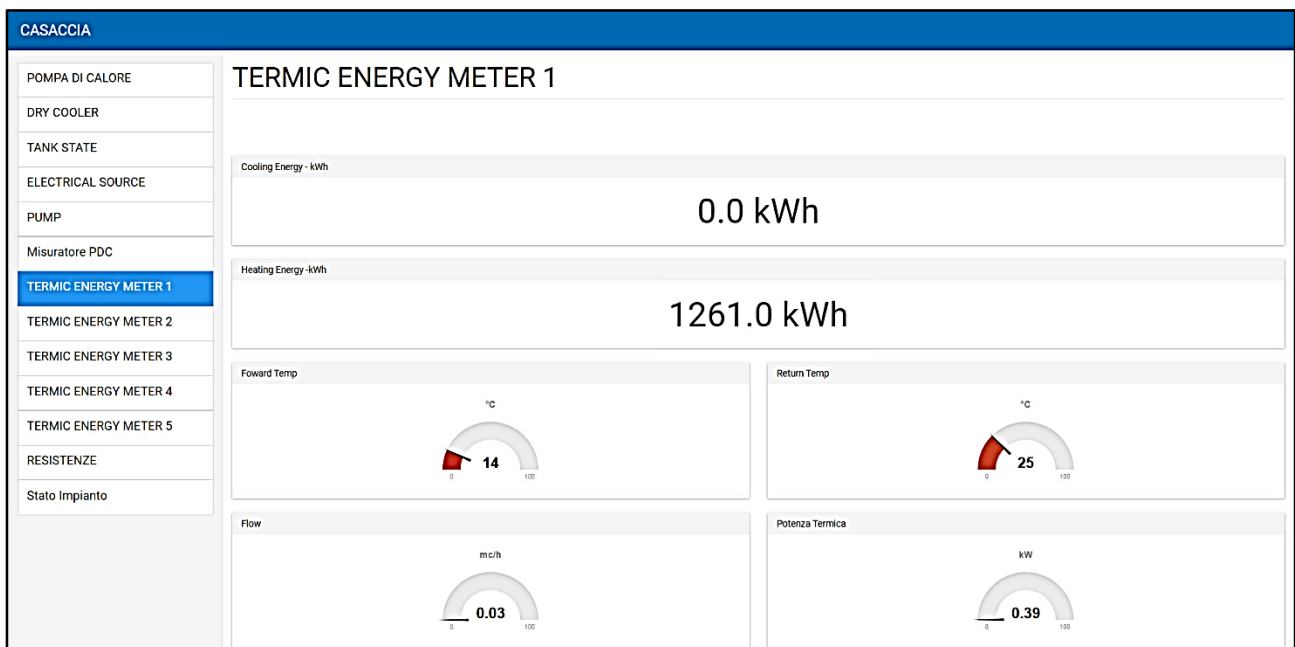 CASACCIA
POMPA DI CALORE
DRY COOLER
TANK STATE
ELECTRICAL SOURCE
PUMP
Misuratore PDC
TERMIC ENERGY METER 1
TERMIC ENERGY METER 2
TERMIC ENERGY METER 3
TERMIC ENERGY METER 4
TERMIC ENERGY METER 5
RESISTENZE
Stato Impianto
TERMIC ENERGY METER 1
Cooling Energy - kWh
0.0 kWh
Heating Energy -kWh
1261.0 kWh
Foward Temp
°C
14
0 100
Return Temp
°C
25
0 100
Flow
mc/h
0.03
0 100
Potenza Termica
kW
0.39
0 100